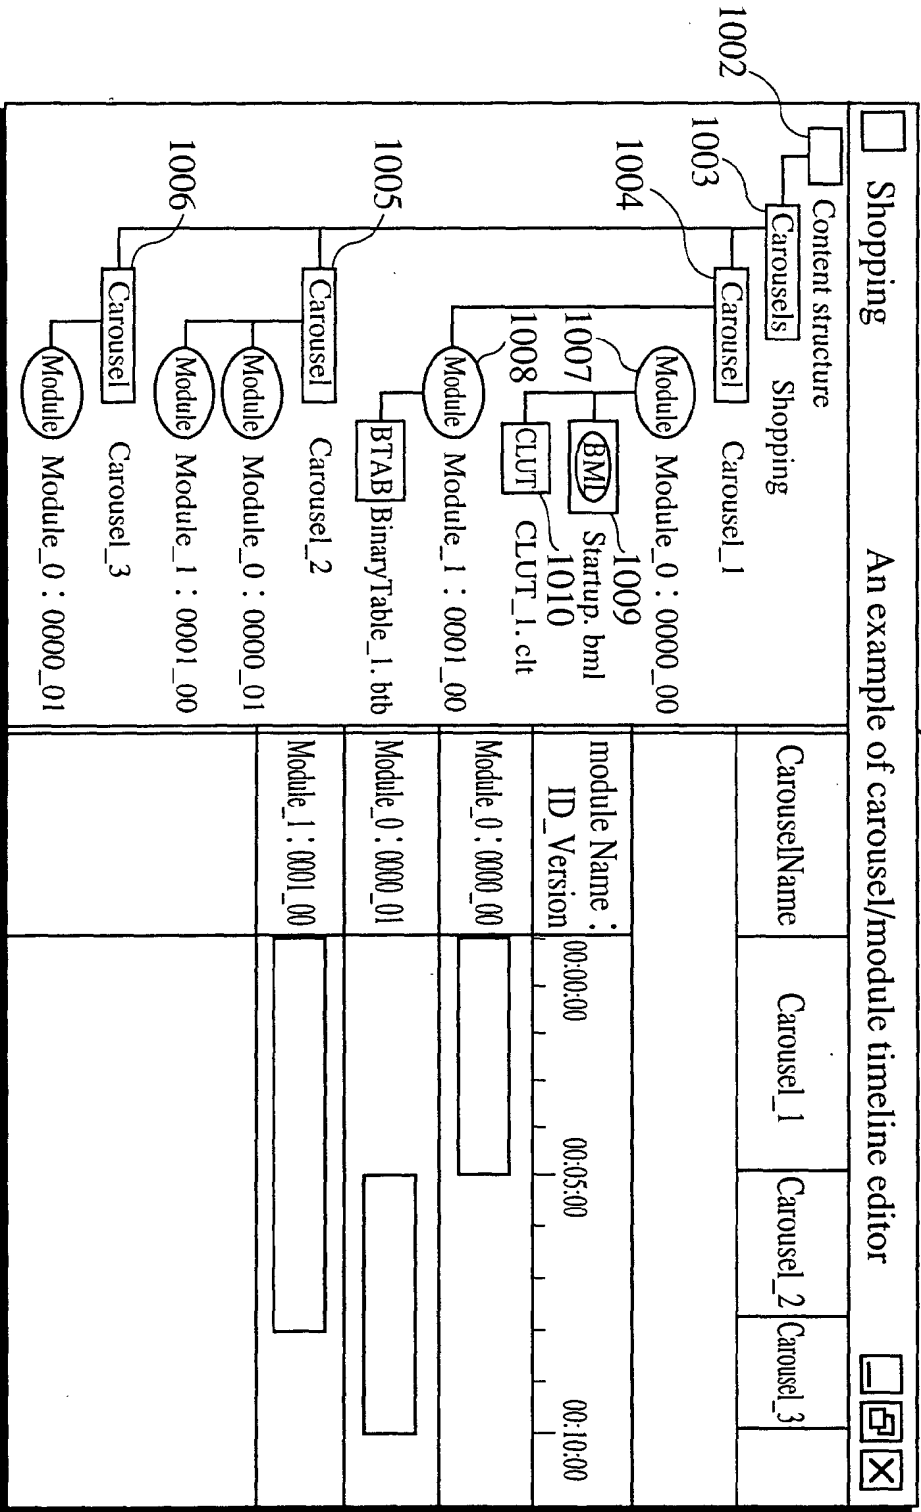 Shopping
An example of carousel/module timeline editor
1002
Content structure
Carousels
Shopping
1003
Carousel
Carousel_1
1004
Module
Module_0 : 0000_00
1007
BMD
Startup. bml
1009
CLUT
CLUT_1. clt
1010
1008
Module
Module_1 : 0001_00
BTAB
BinaryTable_1. btb
1005
Carousel
Carousel_2
Module
Module_0 : 0000_01
Module
Module_1 : 0001_00
1006
Carousel
Carousel_3
Module
Module_0 : 0000_01
CarouselName
Carousel_1
Carousel_2
Carousel_3
module Name :
ID_Version
00:00:00
00:05:00
00:10:00
Module_0 : 0000_00
Module_0 : 0000_01
Module_1 : 0001_00